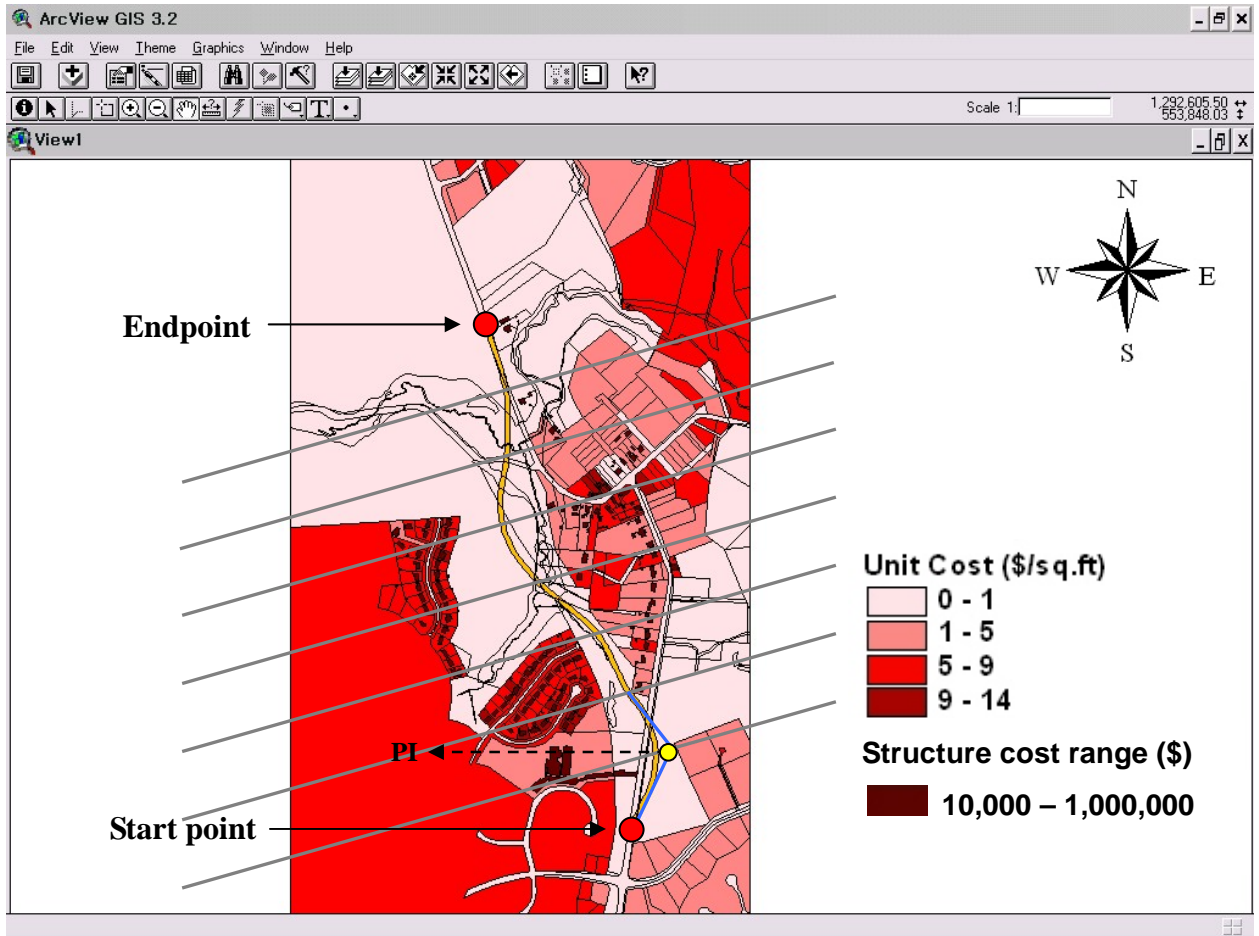 ArcView GIS 3.2
File Edit View Theme Graphics Window Help
Scale 1:
1,292,605.50
553,848.03
View1
N
W E
S
Endpoint
Unit Cost ($/sq.ft)
0 - 1
1 - 5
5 - 9
9 - 14
PI
Structure cost range ($)
10,000 – 1,000,000
Start point